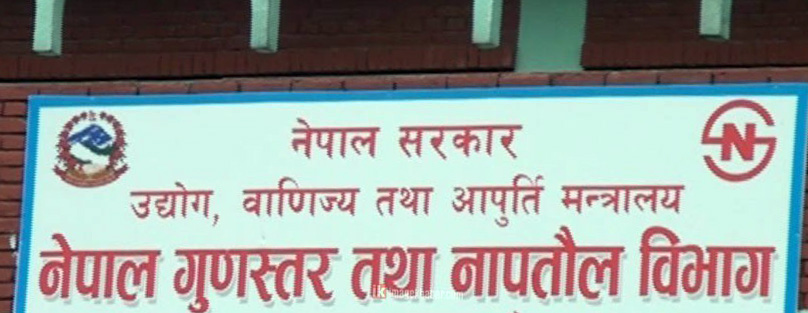 नेपाल सरकार
उद्योग, वाणिज्य तथा आपुर्ति मन्त्रालय
नेपाल गुणस्तर तथा नापतौल विभाग
N